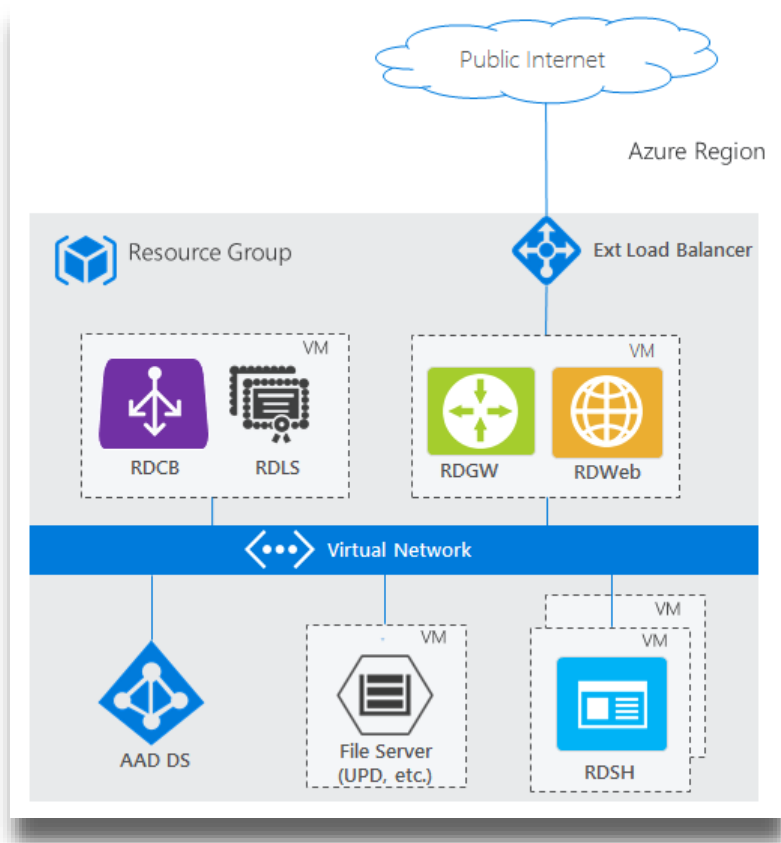 Public Internet
Azure Region
Resource Group
Ext Load Balancer
VM
VM
RDCB
RDLS
RDGW
RDWeb
Virtual Network
VM
VM
VM
AAD DS
File Server
(UPD, etc.)
RDSH